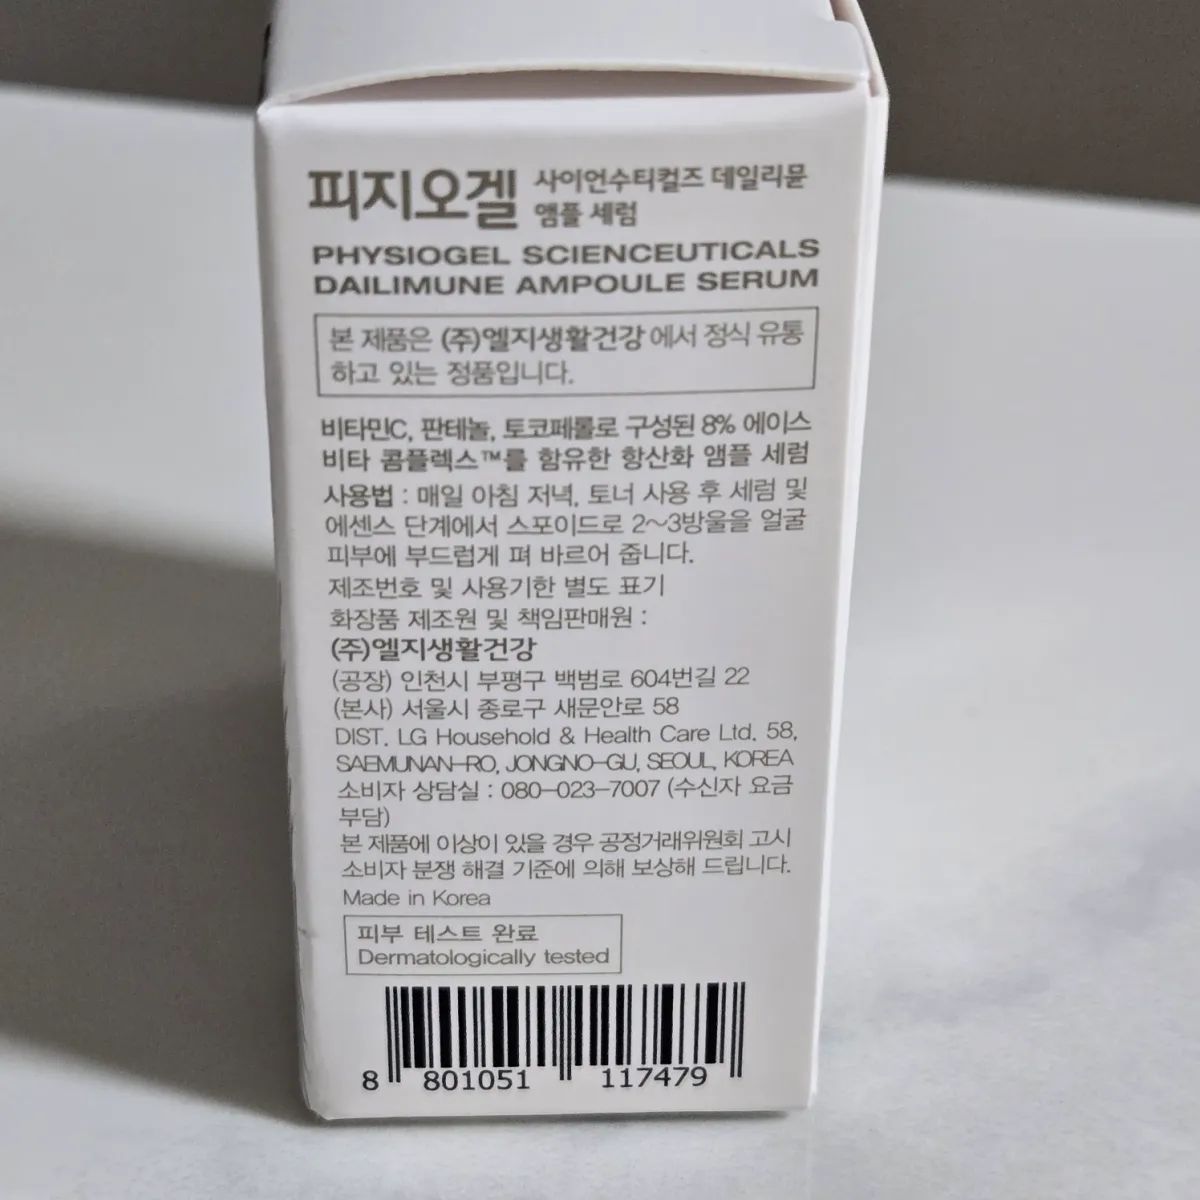 피지오겔 사이언수티컬즈 데일리뮨
앰플 세럼
PHYSIOGEL SCIENCEUTICALS
DAILIMUNE AMPOULE SERUM
본 제품은 (주)엘지생활건강에서 정식 유통
하고 있는 정품입니다.
비타민C, 판테놀, 토코페롤로 구성된 8% 에이스
비타 콤플렉스™를 함유한 항산화 앰플 세럼
사용법 : 매일 아침 저녁, 토너 사용 후 세럼 및
에센스 단계에서 스포이드로 2~3방울을 얼굴
피부에 부드럽게 펴 바르어 줍니다.
제조번호 및 사용기한 별도 표기
화장품 제조원 및 책임판매원 :
(주)엘지생활건강
(공장) 인천시 부평구 백범로 604번길 22
(본사) 서울시 종로구 새문안로 58
DIST. LG Household & Health Care Ltd. 58,
SAEMUNAN-RO, JONGNO-GU, SEOUL, KOREA
소비자 상담실 : 080-023-7007 (수신자 요금
부담)
본 제품에 이상이 있을 경우 공정거래위원회 고시
소비자 분쟁 해결 기준에 의해 보상해 드립니다.
Made in Korea
피부 테스트 완료
Dermatologically tested
8 801051 117479